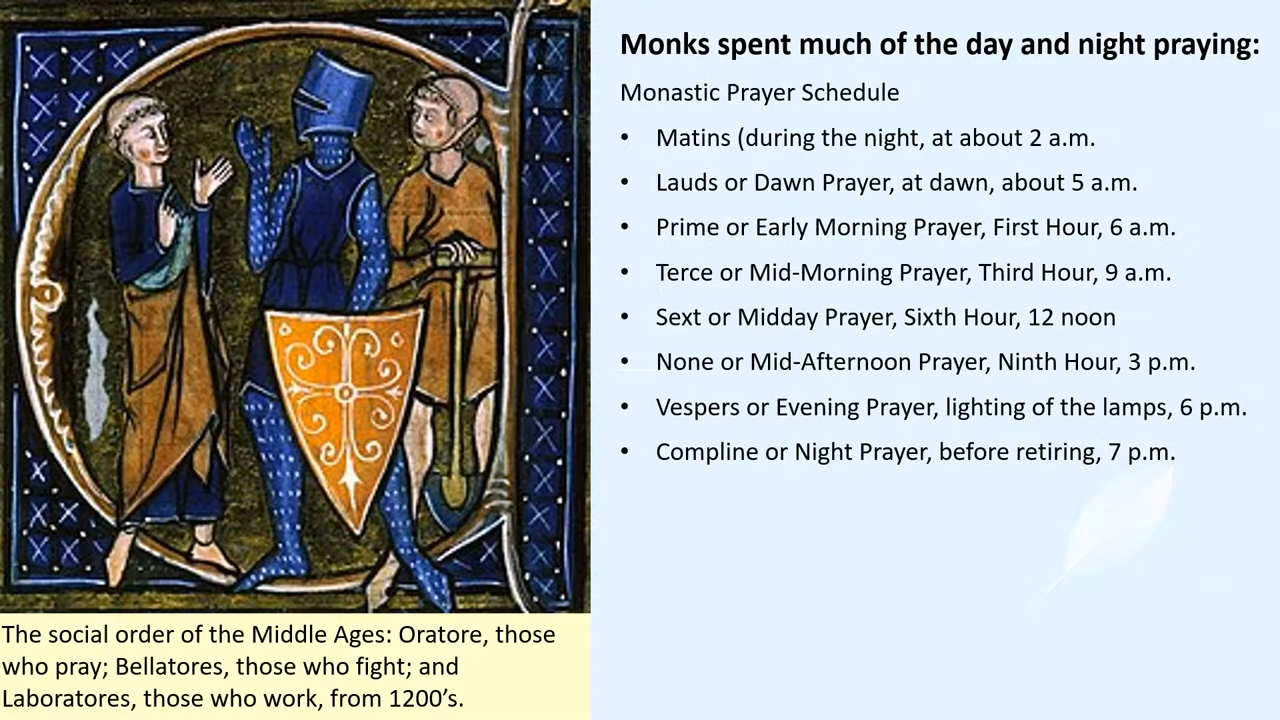 Monks spent much of the day and night praying:
Monastic Prayer Schedule
• Matins (during the night, at about 2 a.m.
• Lauds or Dawn Prayer, at dawn, about 5 a.m.
• Prime or Early Morning Prayer, First Hour, 6 a.m.
• Terce or Mid-Morning Prayer, Third Hour, 9 a.m.
• Sext or Midday Prayer, Sixth Hour, 12 noon
• None or Mid-Afternoon Prayer, Ninth Hour, 3 p.m.
• Vespers or Evening Prayer, lighting of the lamps, 6 p.m.
• Compline or Night Prayer, before retiring, 7 p.m.
The social order of the Middle Ages: Oratore, those
who pray; Bellatores, those who fight; and
Laboratores, those who work, from 1200’s.